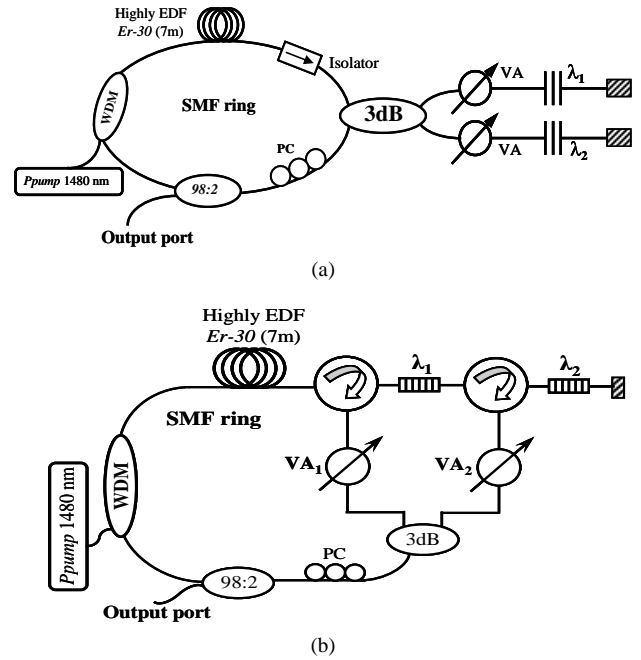 Highly EDF
Er-30 (7m)
Isolator
WDM
SMF ring
3dB
VA
λ1
VA
λ2
PC
Ppump 1480 nm
98:2
Output port
(a)
Highly EDF
Er-30 (7m)
λ1
λ2
SMF ring
VA1
VA2
WDM
Ppump 1480 nm
3dB
PC
98:2
Output port
(b)